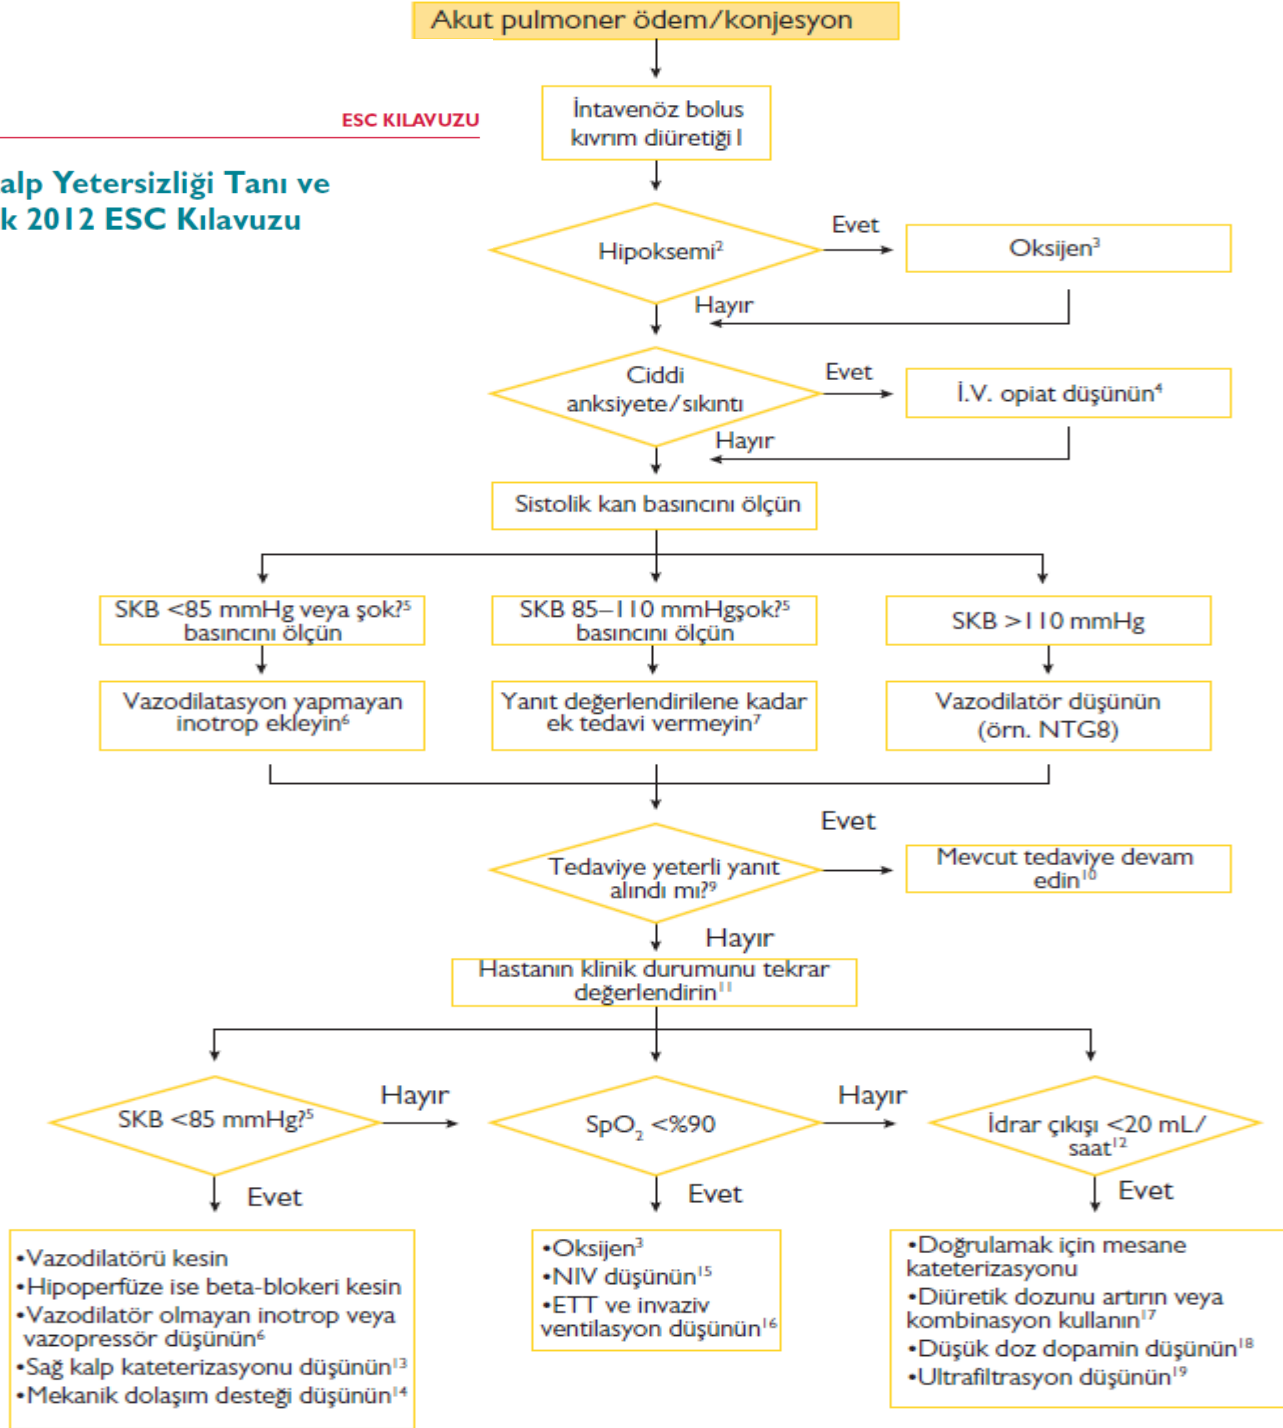 Akut pulmoner ödem/konjesyon
ESC KILAVUZU
alp Yetersizliği Tanı ve
k 2012 ESC Kılavuzu
İntavenöz bolus
kıvrım diüretiği1
Hipoksemi²
Evet
Oksijen³
Hayır
Ciddi
anksiyete/sıkıntı
Evet
İ.V. opiat düşünün⁴
Hayır
Sistolik kan basıncını ölçün
SKB <85 mmHg veya şok?⁵
basıncını ölçün
SKB 85–110 mmHgşok?⁵
basıncını ölçün
SKB >110 mmHg
Vazodilatasyon yapmayan
inotrop ekleyin⁶
Yanıt değerlendirilene kadar
ek tedavi vermeyin⁷
Vazodilatör düşünün
(örn. NTG8)
Tedaviye yeterli yanıt
alındı mı?⁹
Evet
Mevcut tedaviye devam
edin¹⁰
Hayır
Hastanın klinik durumunu tekrar
değerlendirin¹¹
SKB <85 mmHg?⁵
Hayır
SpO₂ <%90
Hayır
İdrar çıkışı <20 mL/
saat¹²
Evet
Evet
Evet
•Vazodilatörü kesin
•Hipoperfüze ise beta-blokeri kesin
•Vazodilatör olmayan inotrop veya
vazopressör düşünün⁶
•Sağ kalp kateterizasyonu düşünün¹³
•Mekanik dolaşım desteği düşünün¹⁴
•Oksijen³
•NIV düşünün¹⁵
•ETT ve invaziv
ventilasyon düşünün¹⁶
•Doğrulamak için mesane
kateterizasyonu
•Diüretik dozunu artırın veya
kombinasyon kullanın¹⁷
•Düşük doz dopamin düşünün¹⁸
•Ultrafiltrasyon düşünün¹⁹